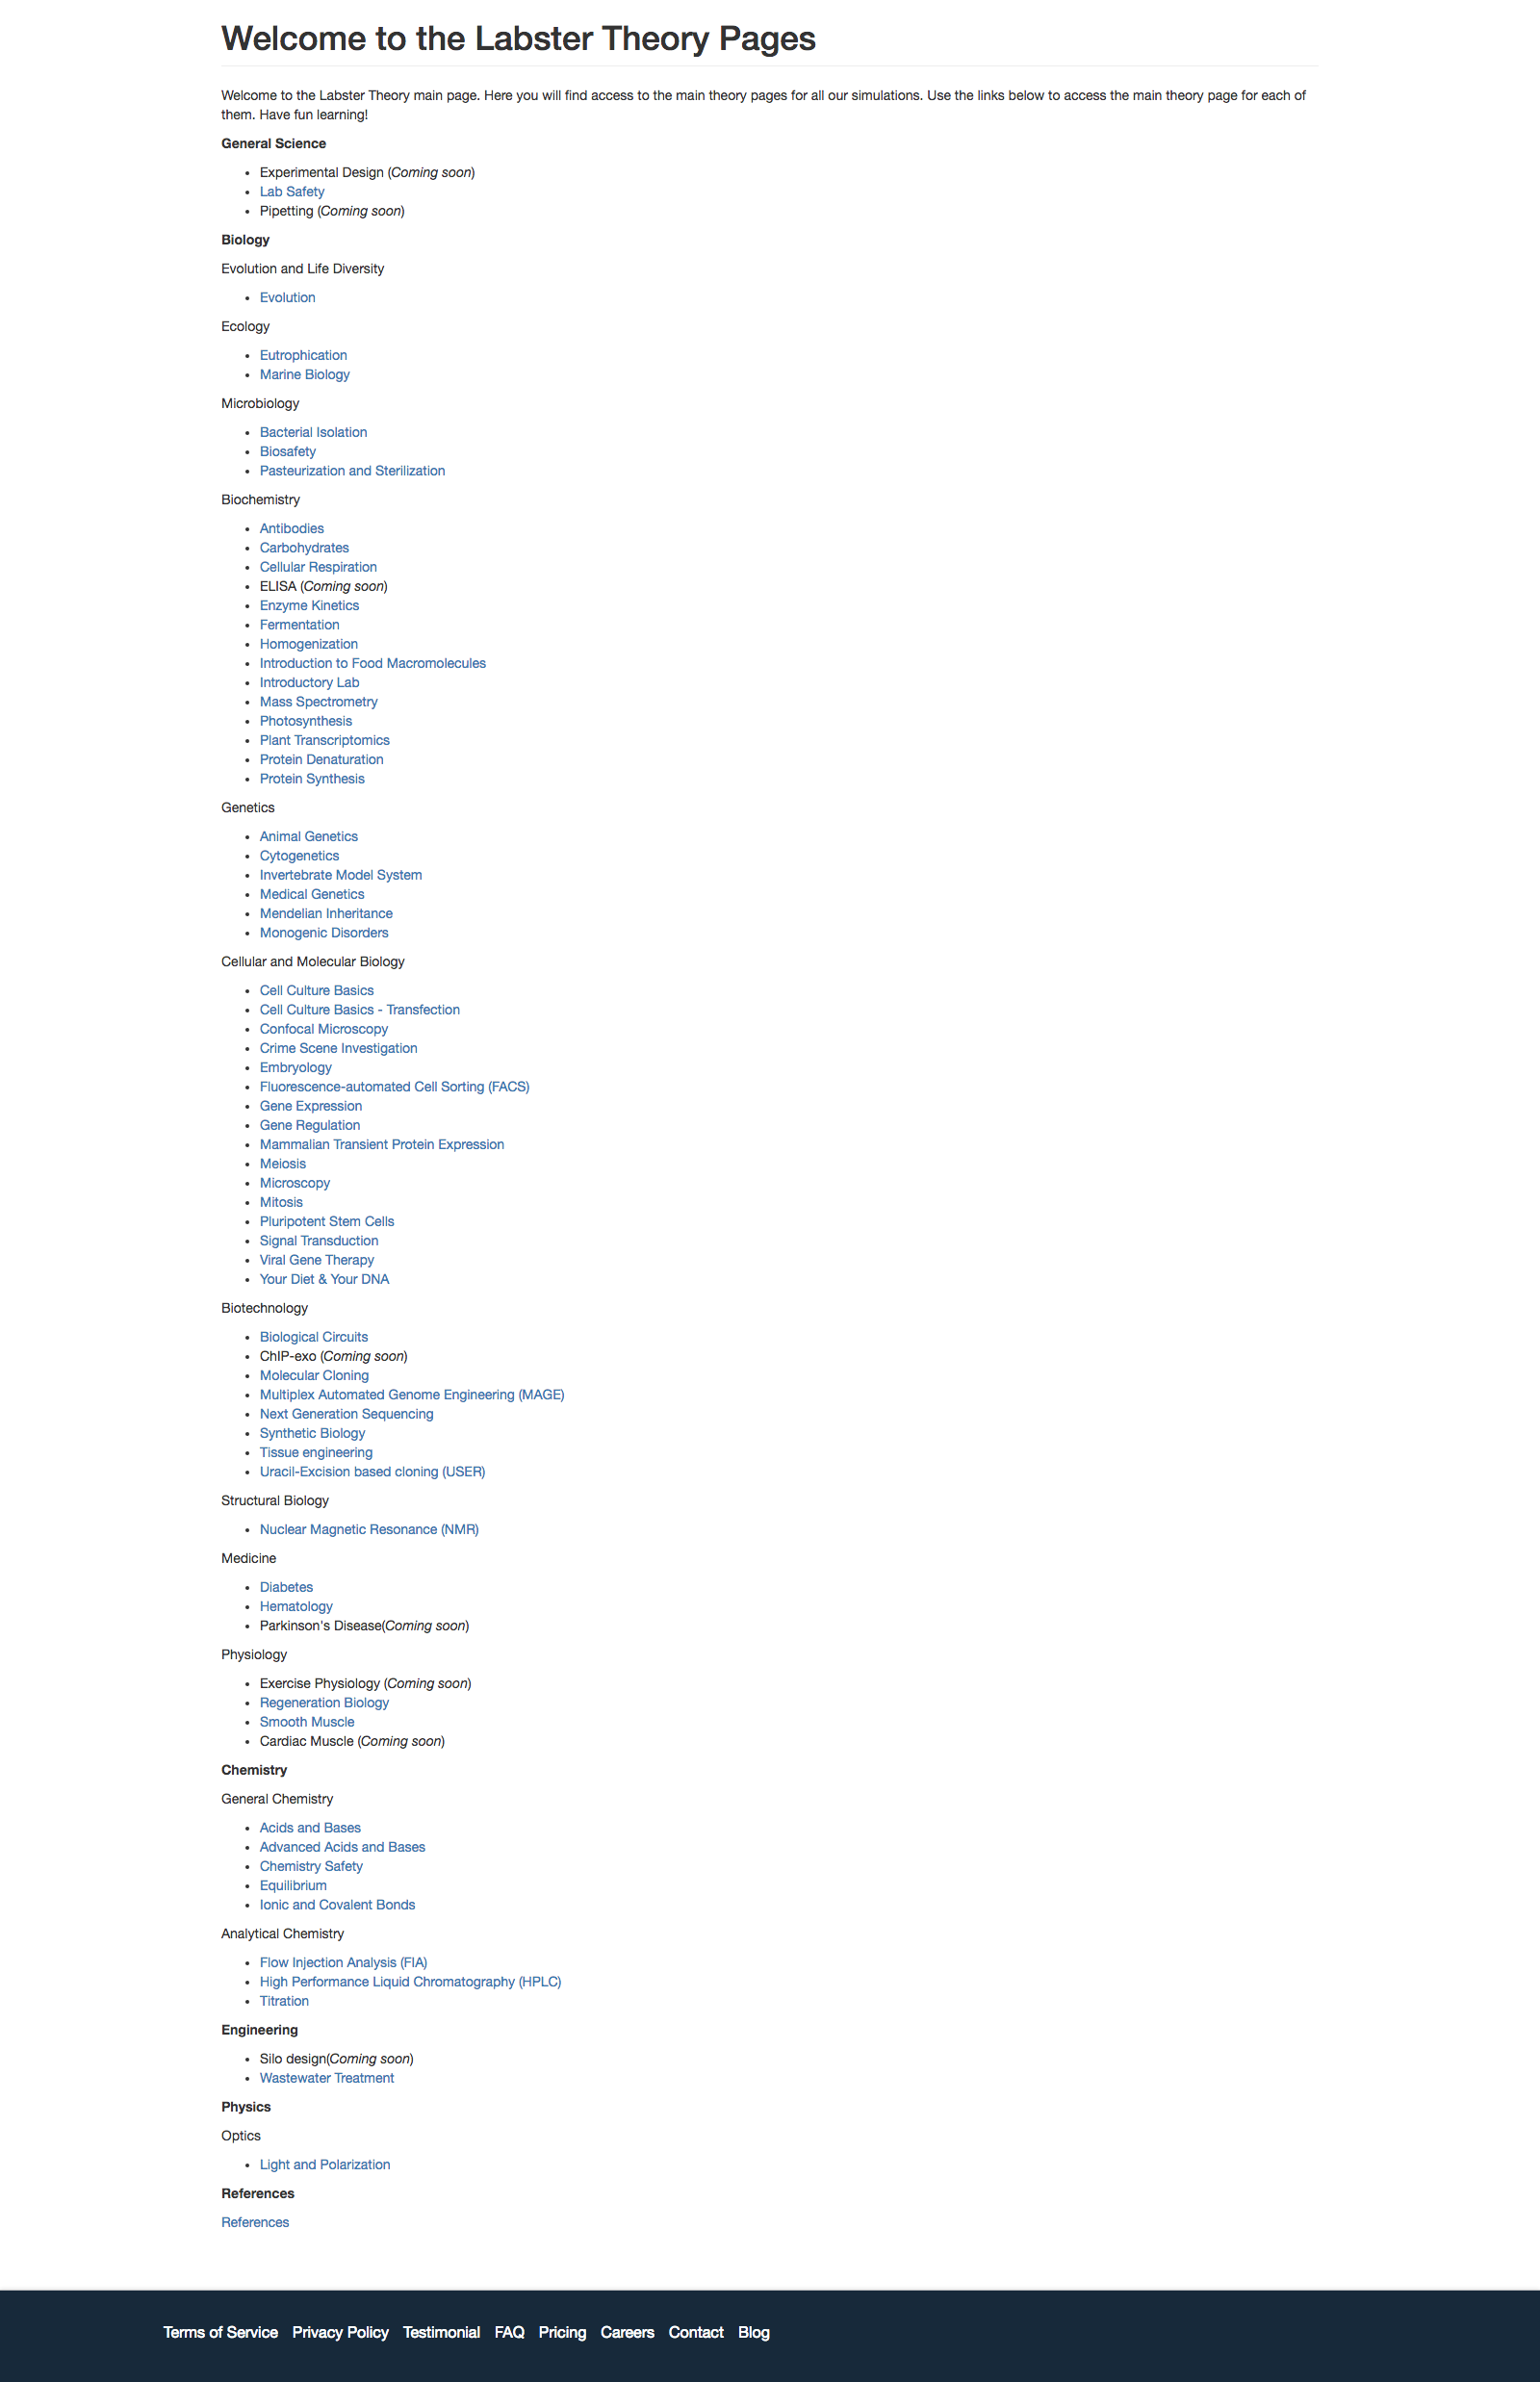 Welcome to the Labster Theory Pages
Welcome to the Labster Theory main page. Here you will find access to the main theory pages for all our simulations. Use the links below to access the main theory page for each of
them. Have fun learning!
General Science
• Experimental Design (Coming soon)
• Lab Safety
• Pipetting (Coming soon)
Biology
Evolution and Life Diversity
• Evolution
Ecology
• Eutrophication
• Marine Biology
Microbiology
• Bacterial Isolation
• Biosafety
• Pasteurization and Sterilization
Biochemistry
• Antibodies
• Carbohydrates
• Cellular Respiration
• ELISA (Coming soon)
• Enzyme Kinetics
• Fermentation
• Homogenization
• Introduction to Food Macromolecules
• Introductory Lab
• Mass Spectrometry
• Photosynthesis
• Plant Transcriptomics
• Protein Denaturation
• Protein Synthesis
Genetics
• Animal Genetics
• Cytogenetics
• Invertebrate Model System
• Medical Genetics
• Mendelian Inheritance
• Monogenic Disorders
Cellular and Molecular Biology
• Cell Culture Basics
• Cell Culture Basics - Transfection
• Confocal Microscopy
• Crime Scene Investigation
• Embryology
• Fluorescence-automated Cell Sorting (FACS)
• Gene Expression
• Gene Regulation
• Mammalian Transient Protein Expression
• Meiosis
• Microscopy
• Mitosis
• Pluripotent Stem Cells
• Signal Transduction
• Viral Gene Therapy
• Your Diet & Your DNA
Biotechnology
• Biological Circuits
• ChIP-exo (Coming soon)
• Molecular Cloning
• Multiplex Automated Genome Engineering (MAGE)
• Next Generation Sequencing
• Synthetic Biology
• Tissue engineering
• Uracil-Excision based cloning (USER)
Structural Biology
• Nuclear Magnetic Resonance (NMR)
Medicine
• Diabetes
• Hematology
• Parkinson's Disease(Coming soon)
Physiology
• Exercise Physiology (Coming soon)
• Regeneration Biology
• Smooth Muscle
• Cardiac Muscle (Coming soon)
Chemistry
General Chemistry
• Acids and Bases
• Advanced Acids and Bases
• Chemistry Safety
• Equilibrium
• Ionic and Covalent Bonds
Analytical Chemistry
• Flow Injection Analysis (FIA)
• High Performance Liquid Chromatography (HPLC)
• Titration
Engineering
• Silo design(Coming soon)
• Wastewater Treatment
Physics
Optics
• Light and Polarization
References
References
Terms of Service Privacy Policy Testimonial FAQ Pricing Careers Contact Blog